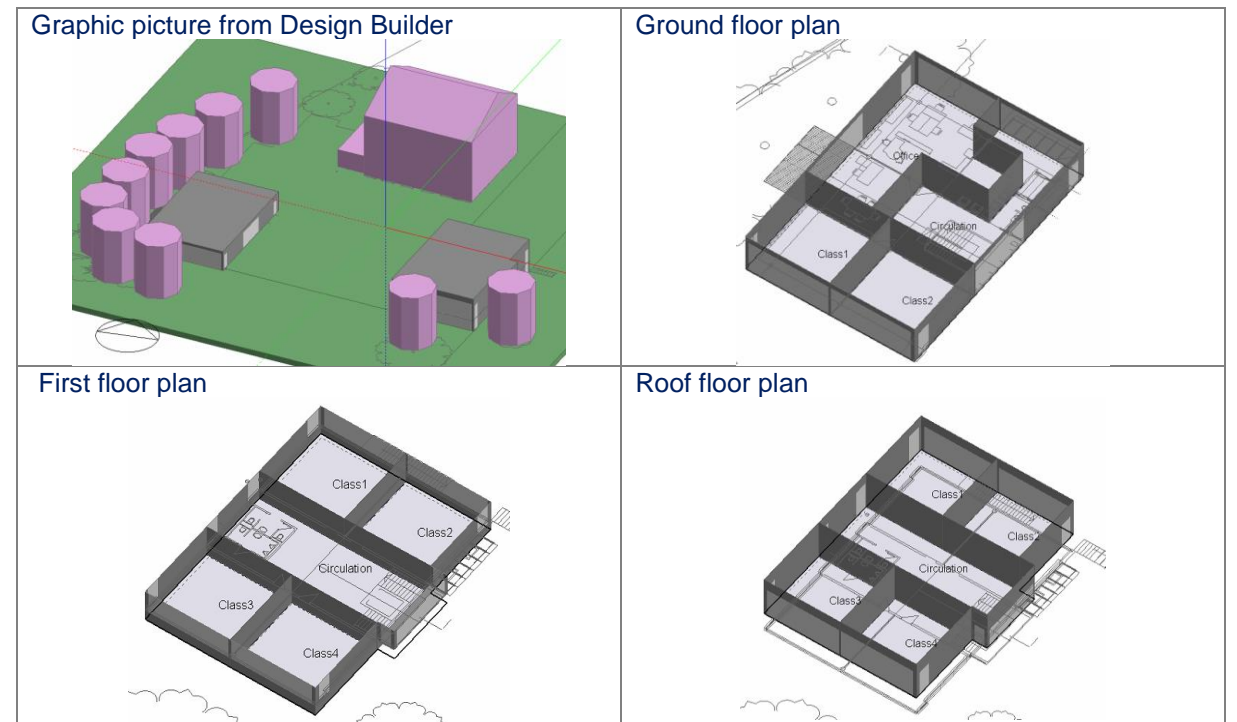 Graphic picture from Design Builder
Ground floor plan
Office
Circulation
Class1
Class2
First floor plan
Class1
Class2
Circulation
Class3
Class4
Roof floor plan
Class1
Class2
Circulation
Class3
Class4